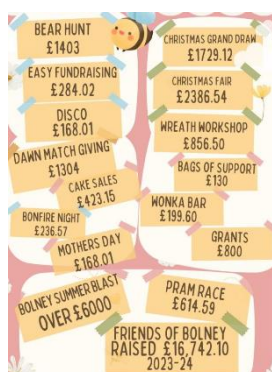 BEAR HUNT
£1403
EASY FUNDRAISING
£284.02
DISCO
£168.01
DAWN MATCH GIVING
£1304
CAKE SALES
£423.15
BONFIRE NIGHT
£236.57
MOTHERS DAY
£168.01
BOLNEY SUMMER BLAST
OVER £6000
CHRISTMAS GRAND DRAW
£1729.12
CHRISTMAS FAIR
£2386.54
WREATH WORKSHOP
£856.50
BAGS OF SUPPORT
£130
WONKA BAR
£199.60
GRANTS
£800
PRAM RACE
£614.59
FRIENDS OF BOLNEY
RAISED £16,742.10
2023-24